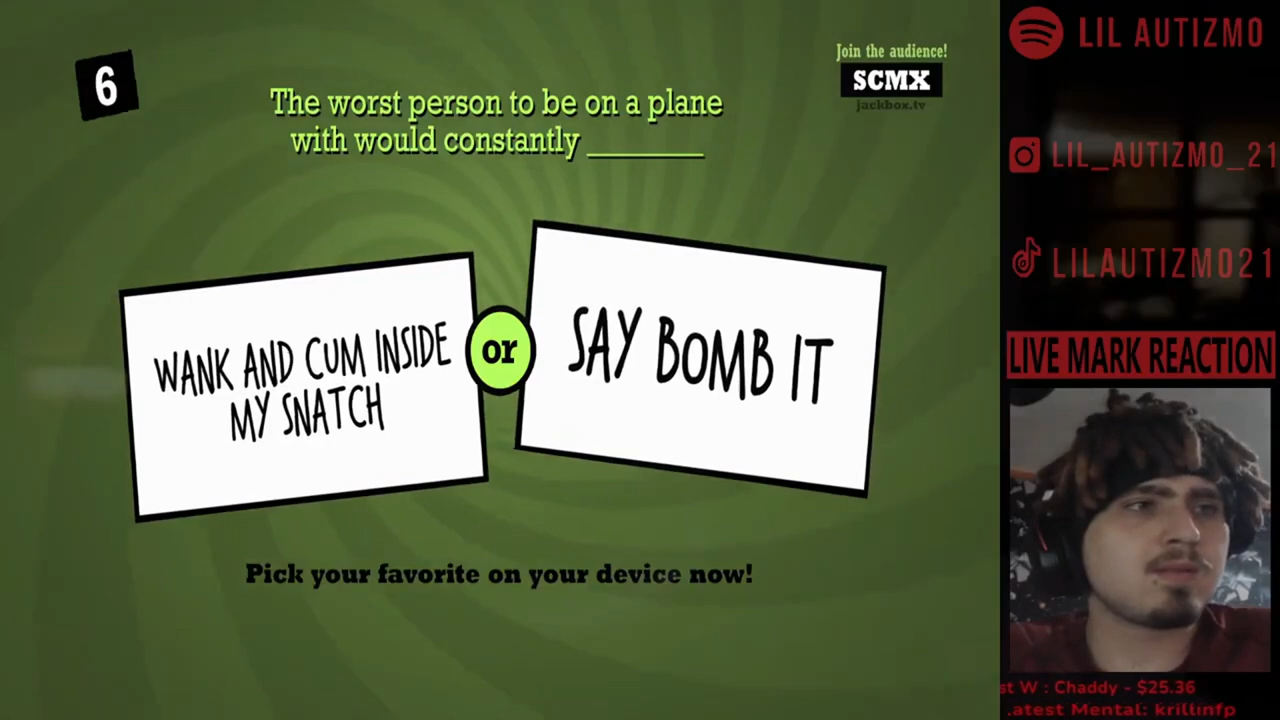 6
The worst person to be on a plane
with would constantly ________
Join the audience!
SCMX
jackbox.tv
WANK AND CUM INSIDE
MY SNATCH
or
SAY BOMB IT
Pick your favorite on your device now!
LIL AUTIZMO
LIL_AUTIZMO_21
LILAUTIZMO21
LIVE MARK REACTION
st W : Chaddy - $25.36
atest Mental: krillinfp